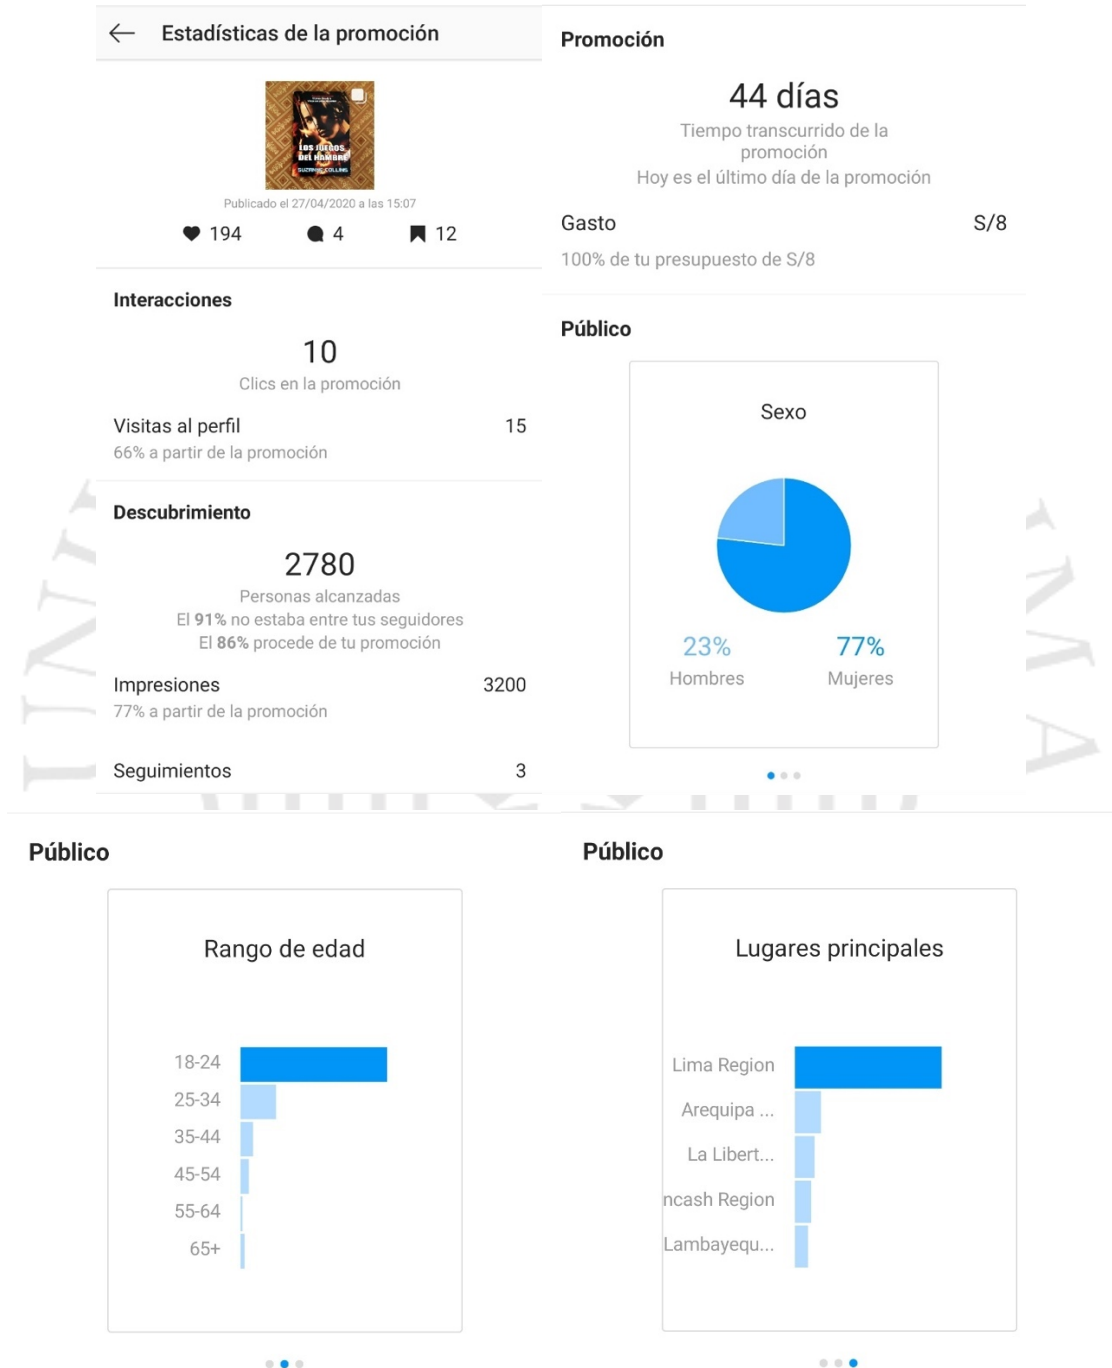 Estadísticas de la promoción
LOS JUEGOS
DEL HAMBRE
SUZANNE COLLINS
Publicado el 27/04/2020 a las 15:07
194 4 12
Interacciones
10
Clics en la promoción
Visitas al perfil 15
66% a partir de la promoción
Descubrimiento
2780
Personas alcanzadas
El 91% no estaba entre tus seguidores
El 86% procede de tu promoción
Impresiones 3200
77% a partir de la promoción
Seguimientos 3
Promoción
44 días
Tiempo transcurrido de la
promoción
Hoy es el último día de la promoción
Gasto S/8
100% de tu presupuesto de S/8
Público
Sexo
23% 77%
Hombres Mujeres
Público
Rango de edad
18-24
25-34
35-44
45-54
55-64
65+
Público
Lugares principales
Lima Region
Arequipa ...
La Libert...
ncash Region
Lambayequ...